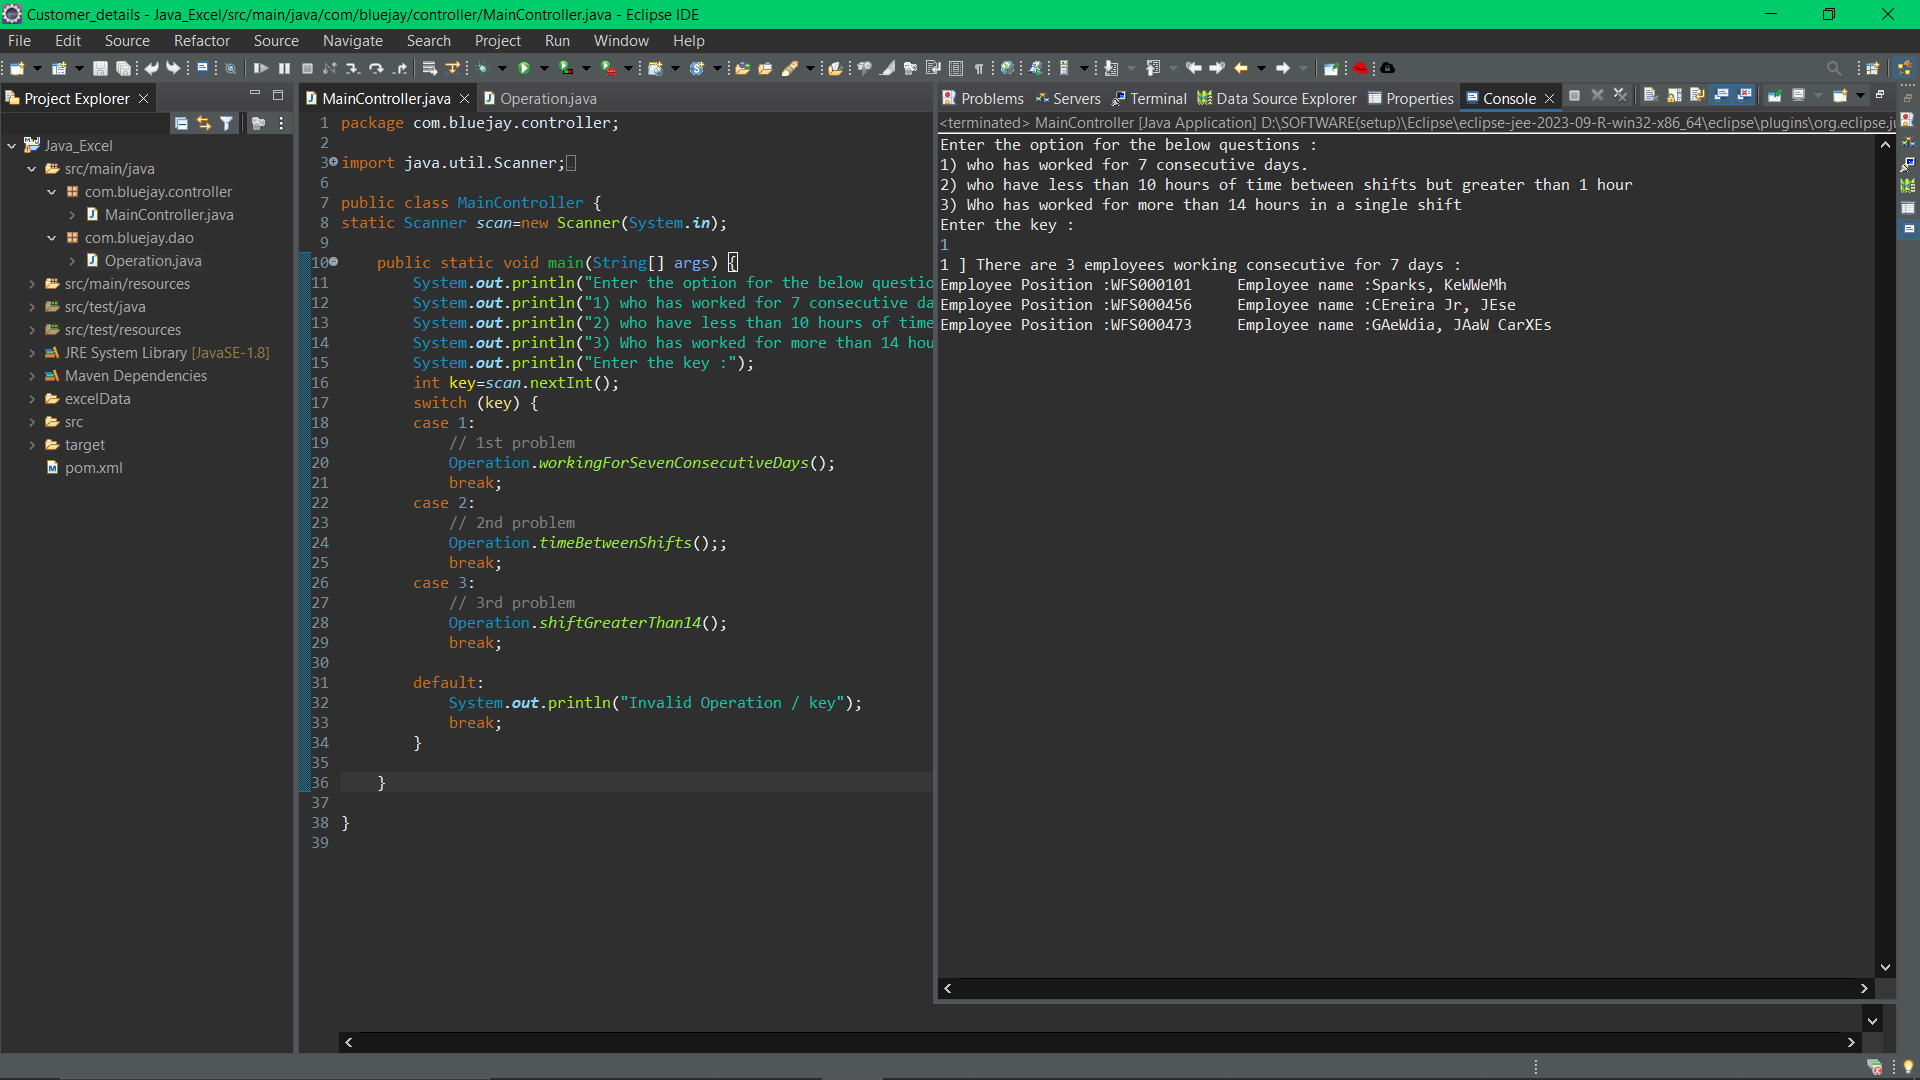 Customer_details - Java_Excel/src/main/java/com/bluejay/controller/MainController.java - Eclipse IDE
File Edit Source Refactor Source Navigate Search Project Run Window Help
Project Explorer
Java_Excel
src/main/java
com.bluejay.controller
MainController.java
com.bluejay.dao
Operation.java
src/main/resources
src/test/java
src/test/resources
JRE System Library [JavaSE-1.8]
Maven Dependencies
excelData
src
target
pom.xml
MainController.java Operation.java
1 package com.bluejay.controller;
2
3 import java.util.Scanner;
6
7 public class MainController {
8 static Scanner scan=new Scanner(System.in);
9
10 public static void main(String[] args) {
11 System.out.println("Enter the option for the below questio
12 System.out.println("1) who has worked for 7 consecutive da
13 System.out.println("2) who have less than 10 hours of time
14 System.out.println("3) Who has worked for more than 14 hou
15 System.out.println("Enter the key :");
16 int key=scan.nextInt();
17 switch (key) {
18 case 1:
19 // 1st problem
20 Operation.workingForSevenConsecutiveDays();
21 break;
22 case 2:
23 // 2nd problem
24 Operation.timeBetweenShifts();;
25 break;
26 case 3:
27 // 3rd problem
28 Operation.shiftGreaterThan14();
29 break;
30
31 default:
32 System.out.println("Invalid Operation / key");
33 break;
34 }
35
36 }
37
38 }
39
Problems Servers Terminal Data Source Explorer Properties Console
<terminated> MainController [Java Application] D:\SOFTWARE(setup)\Eclipse\eclipse-jee-2023-09-R-win32-x86_64\eclipse\plugins\org.eclipse.ju
Enter the option for the below questions :
1) who has worked for 7 consecutive days.
2) who have less than 10 hours of time between shifts but greater than 1 hour
3) Who has worked for more than 14 hours in a single shift
Enter the key :
1
1 ] There are 3 employees working consecutive for 7 days :
Employee Position :WFS000101 Employee name :Sparks, KeWWeMh
Employee Position :WFS000456 Employee name :CEreira Jr, JEse
Employee Position :WFS000473 Employee name :GAeWdia, JAaW CarXEs